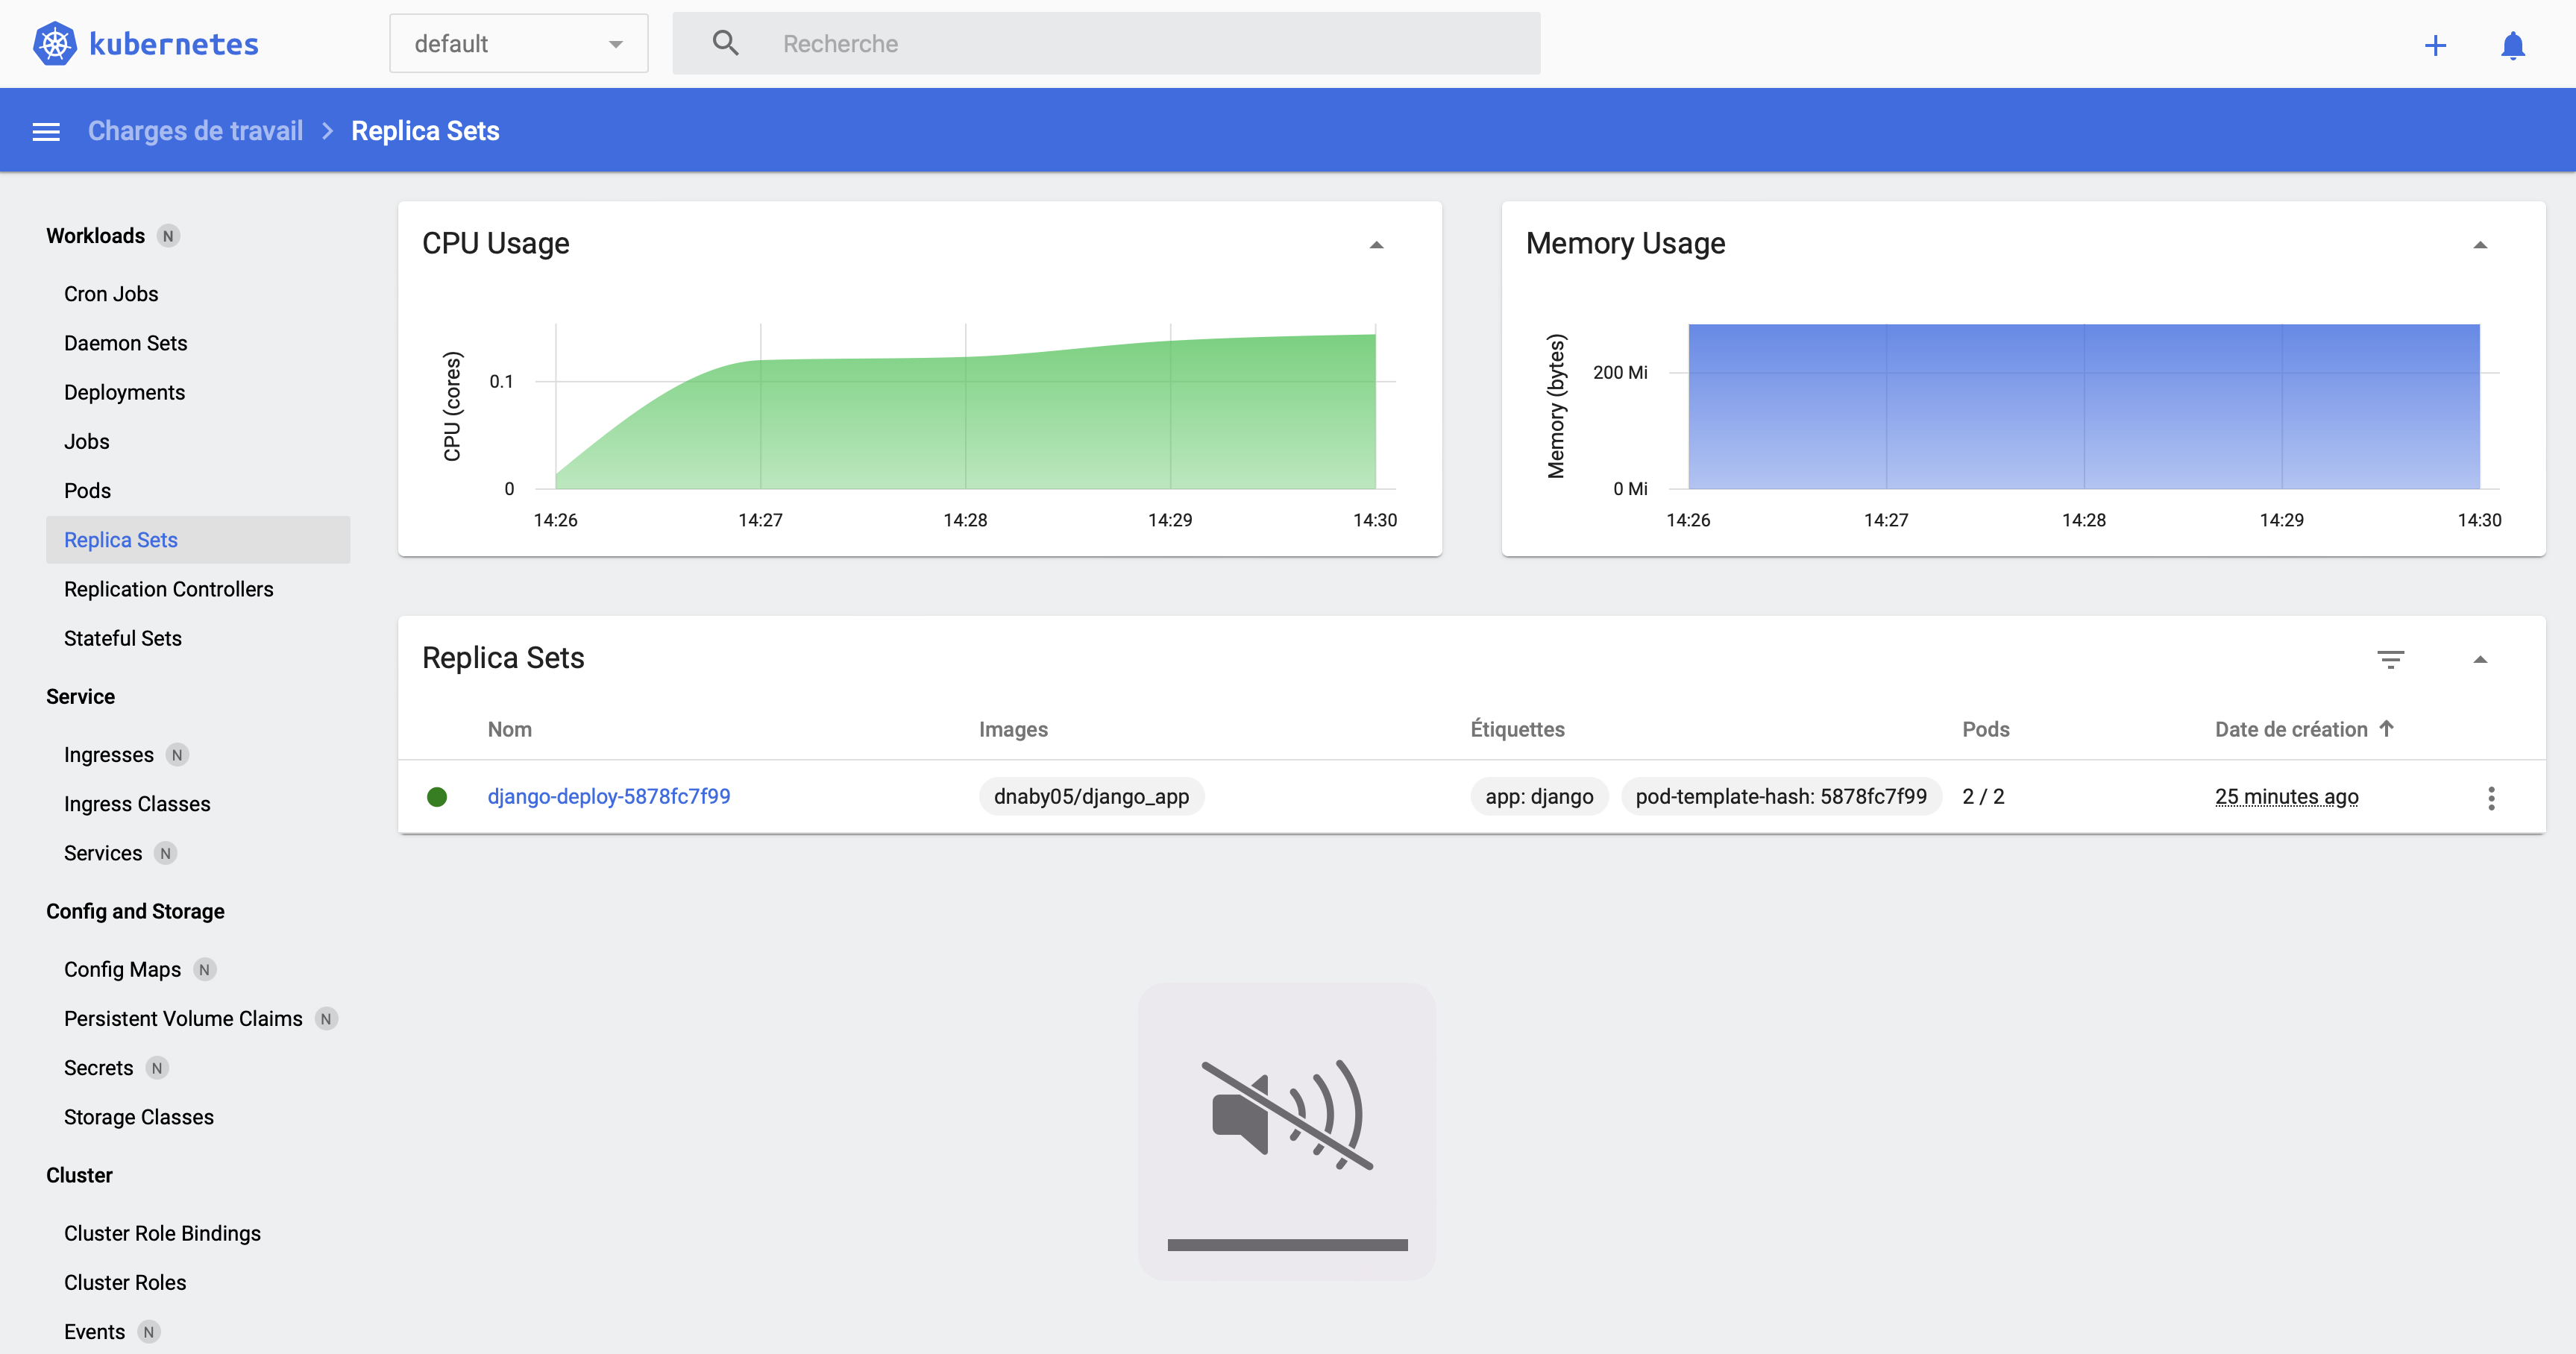 kubernetes
default
Recherche
Charges de travail > Replica Sets
Workloads N
Cron Jobs
Daemon Sets
Deployments
Jobs
Pods
Replica Sets
Replication Controllers
Stateful Sets
Service
Ingresses N
Ingress Classes
Services N
Config and Storage
Config Maps N
Persistent Volume Claims N
Secrets N
Storage Classes
Cluster
Cluster Role Bindings
Cluster Roles
Events N
CPU Usage
CPU (cores)
0.1
0
14:26 14:27 14:28 14:29 14:30
Memory Usage
Memory (bytes)
200 Mi
0 Mi
14:26 14:27 14:28 14:29 14:30
Replica Sets
Nom Images Étiquettes Pods Date de création
django-deploy-5878fc7f99 dnaby05/django_app app: django pod-template-hash: 5878fc7f99 2 / 2 25 minutes ago